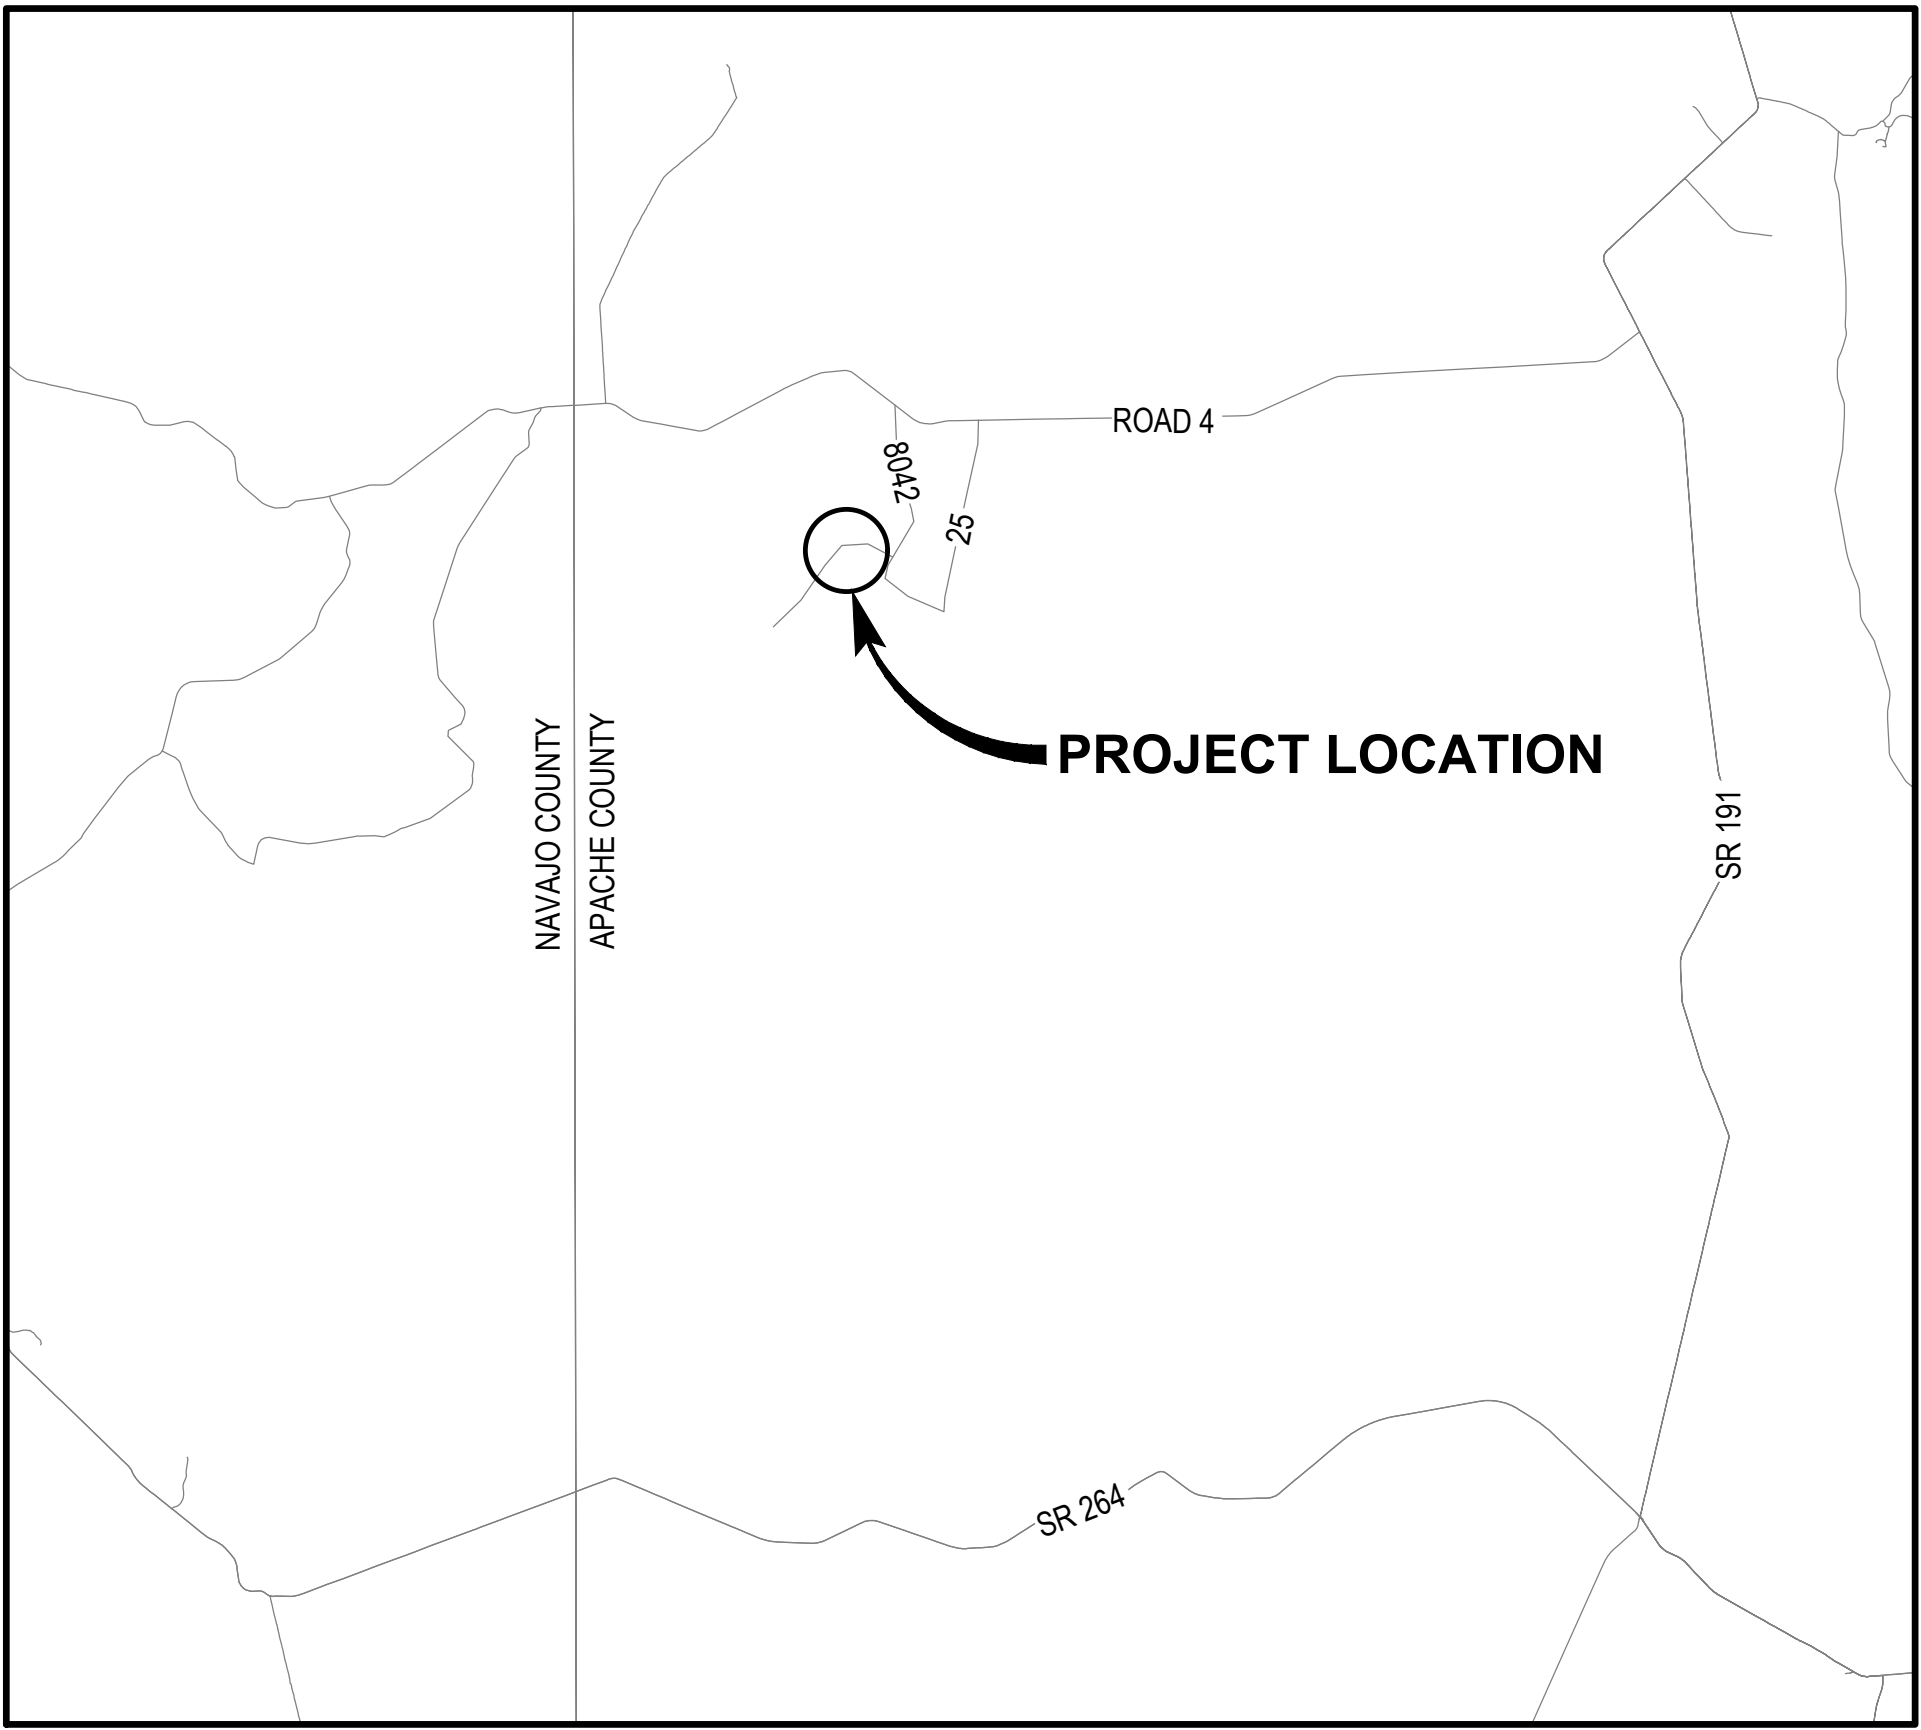 ROAD 4
8042
25
PROJECT LOCATION
NAVAJO COUNTY
APACHE COUNTY
SR 191
SR 264